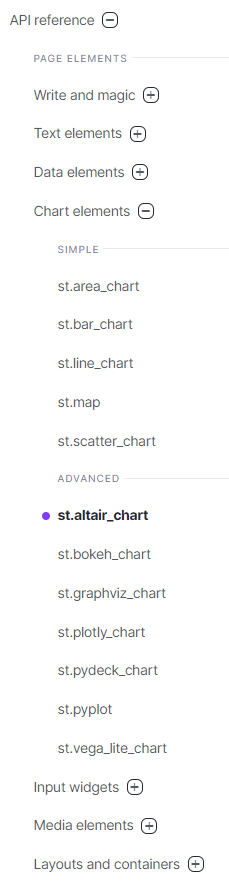 API reference
PAGE ELEMENTS
Write and magic
Text elements
Data elements
Chart elements
SIMPLE
st.area_chart
st.bar_chart
st.line_chart
st.map
st.scatter_chart
ADVANCED
st.altair_chart
st.bokeh_chart
st.graphviz_chart
st.plotly_chart
st.pydeck_chart
st.pyplot
st.vega_lite_chart
Input widgets
Media elements
Layouts and containers